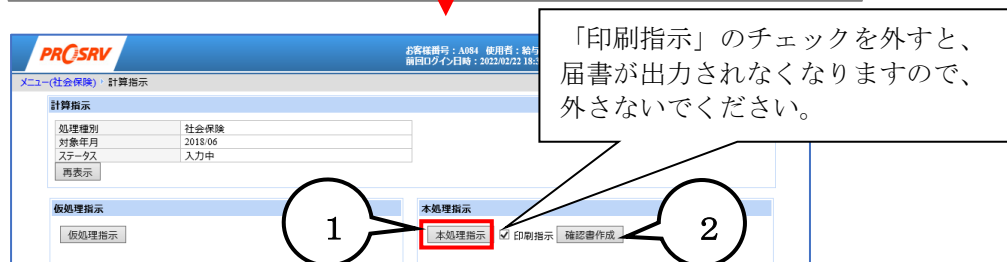 「印刷指示」のチェックを外すと、
届書が出力されなくなりますので、
外さないでください。
PROSRV
お客様番号：A084 使用者：給与
前回ログイン日時：2022/02/22 18:
メニュー(社会保険) 計算指示
計算指示
処理種別 社会保険
対象年月 2018/06
ステータス 入力中
再表示
仮処理指示 本処理指示
仮処理指示 1 本処理指示 印刷指示 確認書作成 2